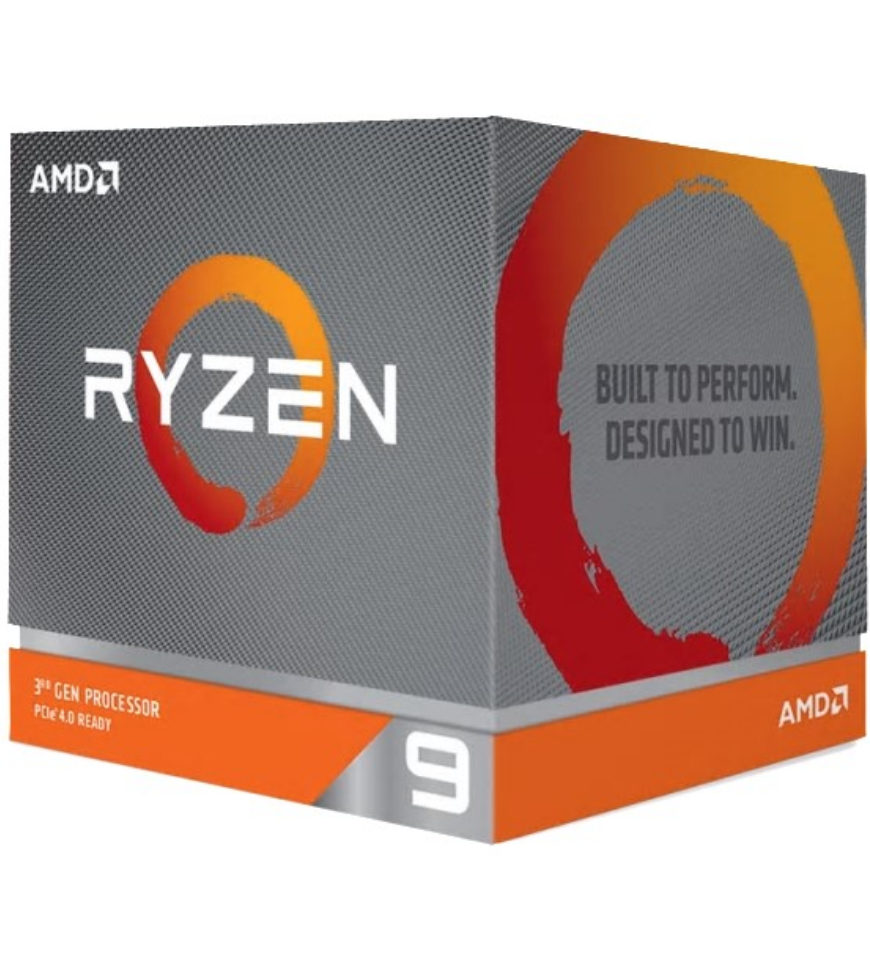 AMD
RYZEN
3RD GEN PROCESSOR
PCIe® 4.0 READY
9
BUILT TO PERFORM.
DESIGNED TO WIN.
AMD